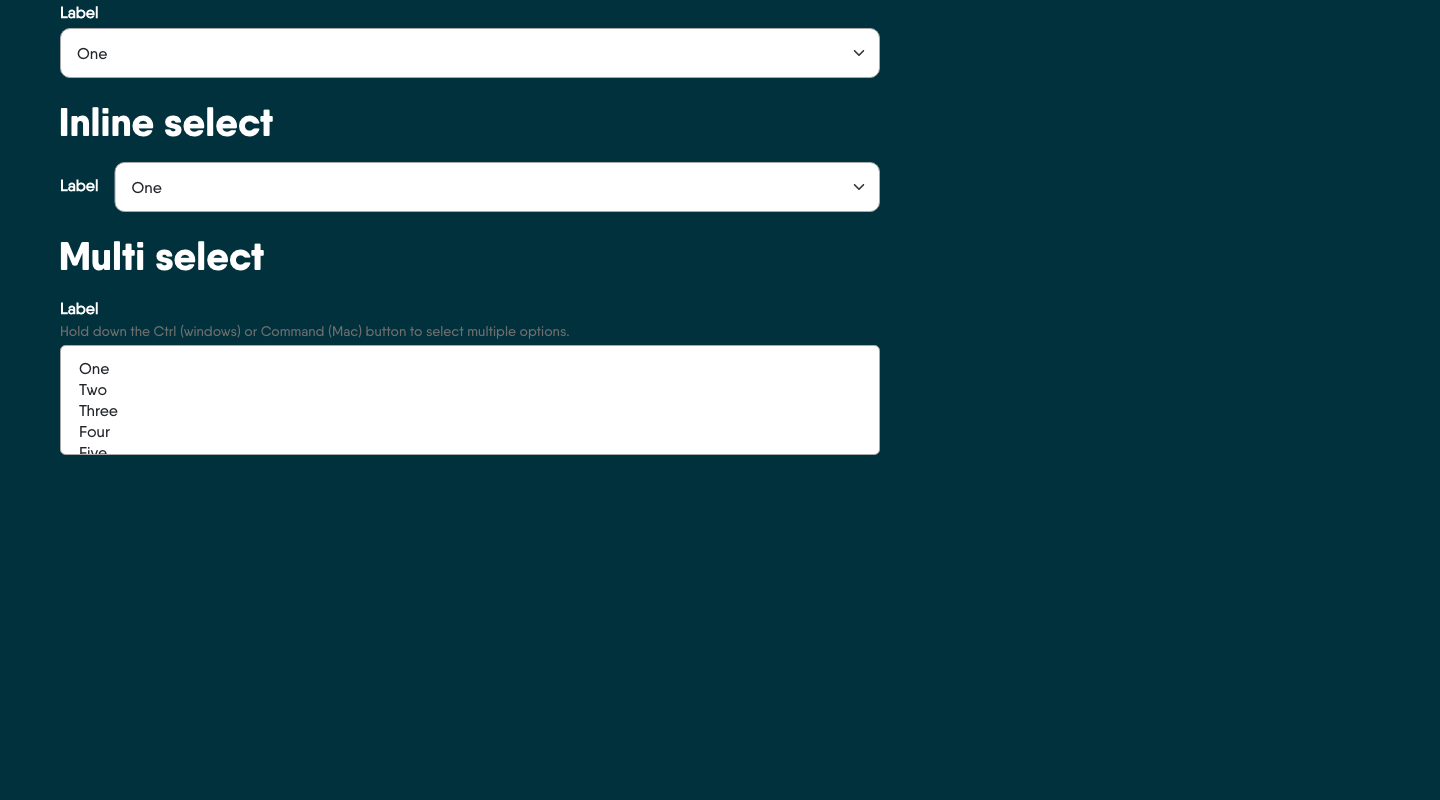 Label
One
Inline select
Label
One
Multi select
Label
Hold down the Ctrl (windows) or Command (Mac) button to select multiple options.
One
Two
Three
Four
Five